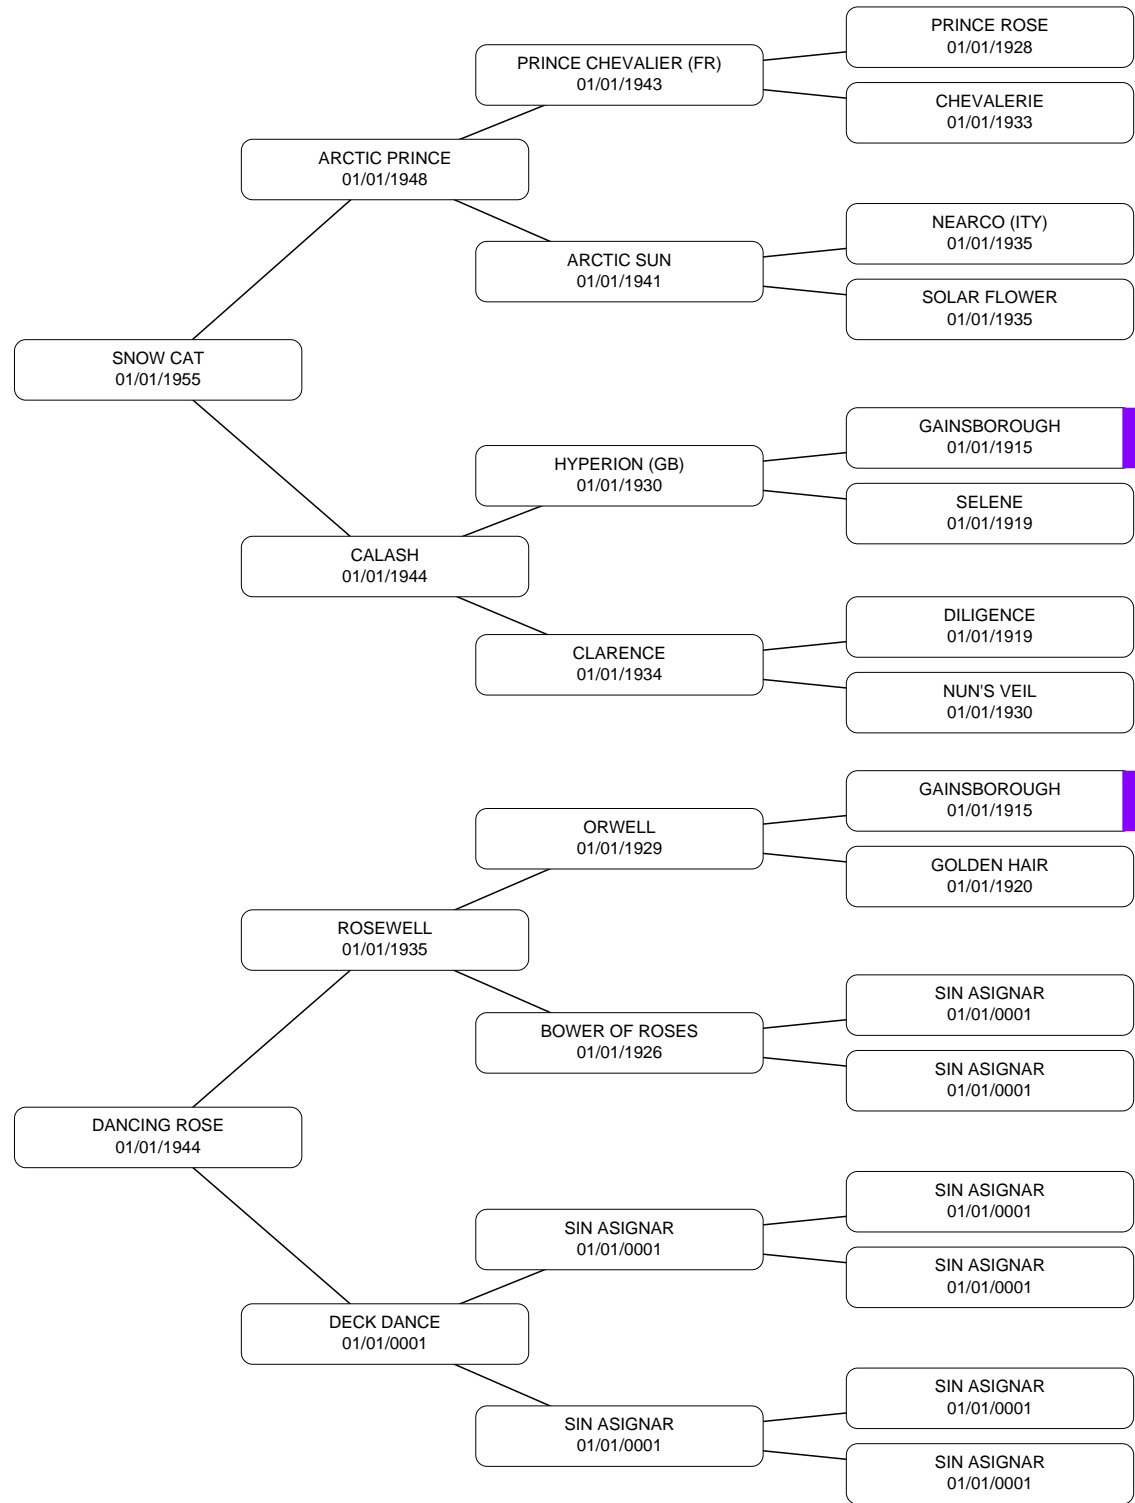 PRINCE ROSE
01/01/1928
PRINCE CHEVALIER (FR)
01/01/1943
CHEVALERIE
01/01/1933
ARCTIC PRINCE
01/01/1948
NEARCO (ITY)
01/01/1935
ARCTIC SUN
01/01/1941
SOLAR FLOWER
01/01/1935
SNOW CAT
01/01/1955
GAINSBOROUGH
01/01/1915
HYPERION (GB)
01/01/1930
SELENE
01/01/1919
CALASH
01/01/1944
DILIGENCE
01/01/1919
CLARENCE
01/01/1934
NUN'S VEIL
01/01/1930
GAINSBOROUGH
01/01/1915
ORWELL
01/01/1929
GOLDEN HAIR
01/01/1920
ROSEWELL
01/01/1935
SIN ASIGNAR
01/01/0001
BOWER OF ROSES
01/01/1926
SIN ASIGNAR
01/01/0001
DANCING ROSE
01/01/1944
SIN ASIGNAR
01/01/0001
SIN ASIGNAR
01/01/0001
SIN ASIGNAR
01/01/0001
DECK DANCE
01/01/0001
SIN ASIGNAR
01/01/0001
SIN ASIGNAR
01/01/0001
SIN ASIGNAR
01/01/0001